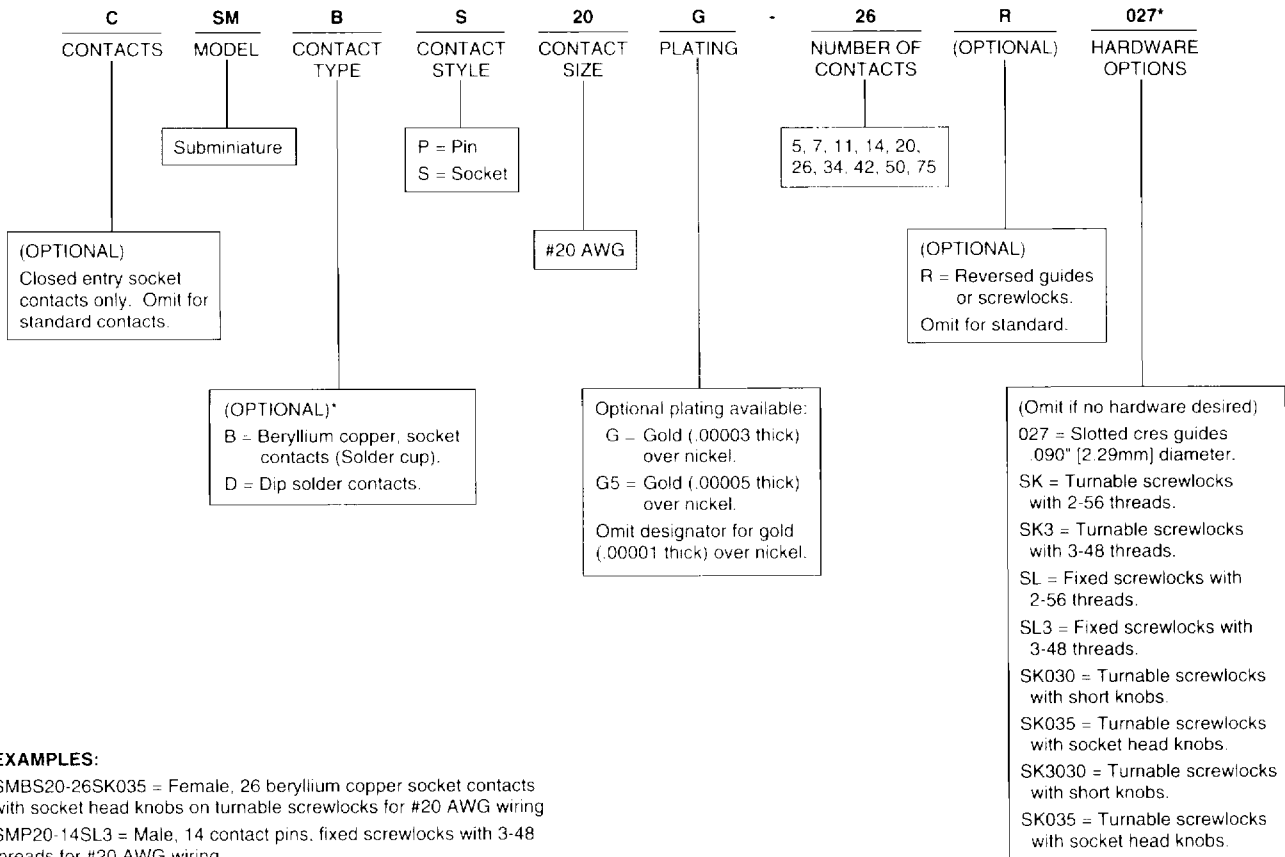 C SM B S 20 G - 26 R 027*
CONTACTS MODEL CONTACT TYPE CONTACT STYLE CONTACT SIZE PLATING NUMBER OF CONTACTS (OPTIONAL) HARDWARE OPTIONS
Subminiature
P = Pin
S = Socket
5, 7, 11, 14, 20,
26, 34, 42, 50, 75
(OPTIONAL)
Closed entry socket
contacts only. Omit for
standard contacts.
#20 AWG
(OPTIONAL)
R = Reversed guides
or screwlocks.
Omit for standard.
(OPTIONAL)*
B = Beryllium copper, socket
contacts (Solder cup).
D = Dip solder contacts.
Optional plating available:
G = Gold (.00003 thick)
over nickel.
G5 = Gold (.00005 thick)
over nickel.
Omit designator for gold
(.00001 thick) over nickel.
(Omit if no hardware desired)
027 = Slotted cres guides
.090" [2.29mm] diameter.
SK = Turnable screwlocks
with 2-56 threads.
SK3 = Turnable screwlocks
with 3-48 threads.
SL = Fixed screwlocks with
2-56 threads.
SL3 = Fixed screwlocks with
3-48 threads.
SK030 = Turnable screwlocks
with short knobs.
SK035 = Turnable screwlocks
with socket head knobs.
SK3030 = Turnable screwlocks
with short knobs.
SK035 = Turnable screwlocks
with socket head knobs.
EXAMPLES:
SMBS20-26SK035 = Female, 26 beryllium copper socket contacts
with socket head knobs on turnable screwlocks for #20 AWG wiring
SMP20-14SL3 = Male, 14 contact pins, fixed screwlocks with 3-48
threads for #20 AWG wiring